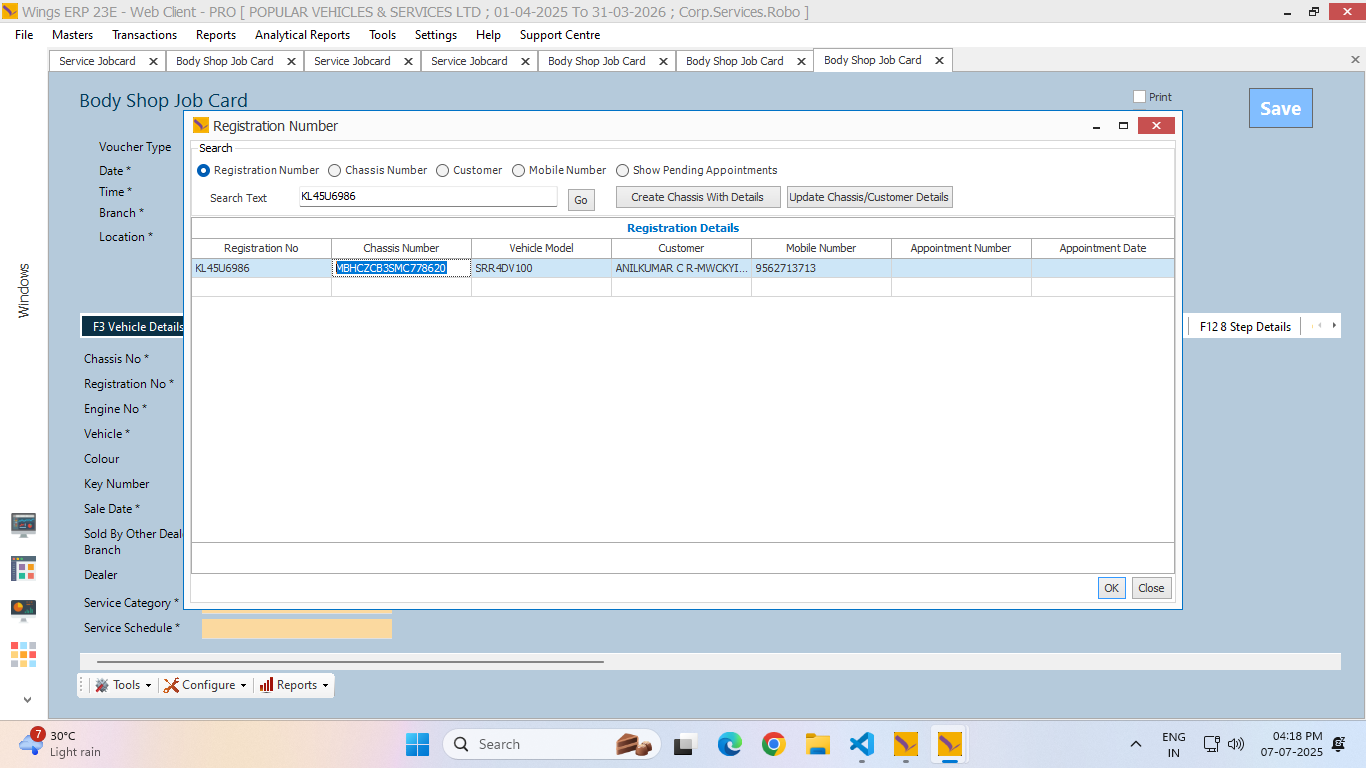 Wings ERP 23E - Web Client - PRO [ POPULAR VEHICLES & SERVICES LTD ; 01-04-2025 To 31-03-2026 ; Corp.Services.Robo ]
File Masters Transactions Reports Analytical Reports Tools Settings Help Support Centre
Service Jobcard Body Shop Job Card Service Jobcard Service Jobcard Body Shop Job Card Body Shop Job Card Body Shop Job Card
Body Shop Job Card
Print
Save
Registration Number
Search
Voucher Type
Date *
Time *
Branch *
Location *
Registration Number Chassis Number Customer Mobile Number Show Pending Appointments
Search Text KL45U6986 Go Create Chassis With Details Update Chassis/Customer Details
Registration Details
Registration No Chassis Number Vehicle Model Customer Mobile Number Appointment Number Appointment Date
KL45U6986 MBHCZCB3SMC778620 SRR4DV100 ANILKUMAR C R-MWCKYI... 9562713713
Windows
F3 Vehicle Details
F12 8 Step Details
Chassis No *
Registration No *
Engine No *
Vehicle *
Colour
Key Number
Sale Date *
Sold By Other Deal
Branch
Dealer
OK Close
Service Category *
Service Schedule *
Tools Configure Reports
7
30°C
Light rain
Search
ENG
IN
04:18 PM
07-07-2025